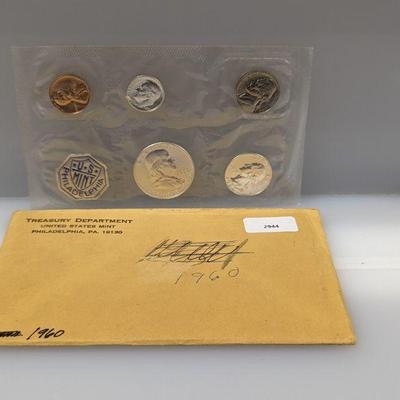 U.S.
MINT
PHILADELPHIA
TREASURY DEPARTMENT
UNITED STATES MINT
PHILADELPHIA, PA. 19130
2944
1960
1960